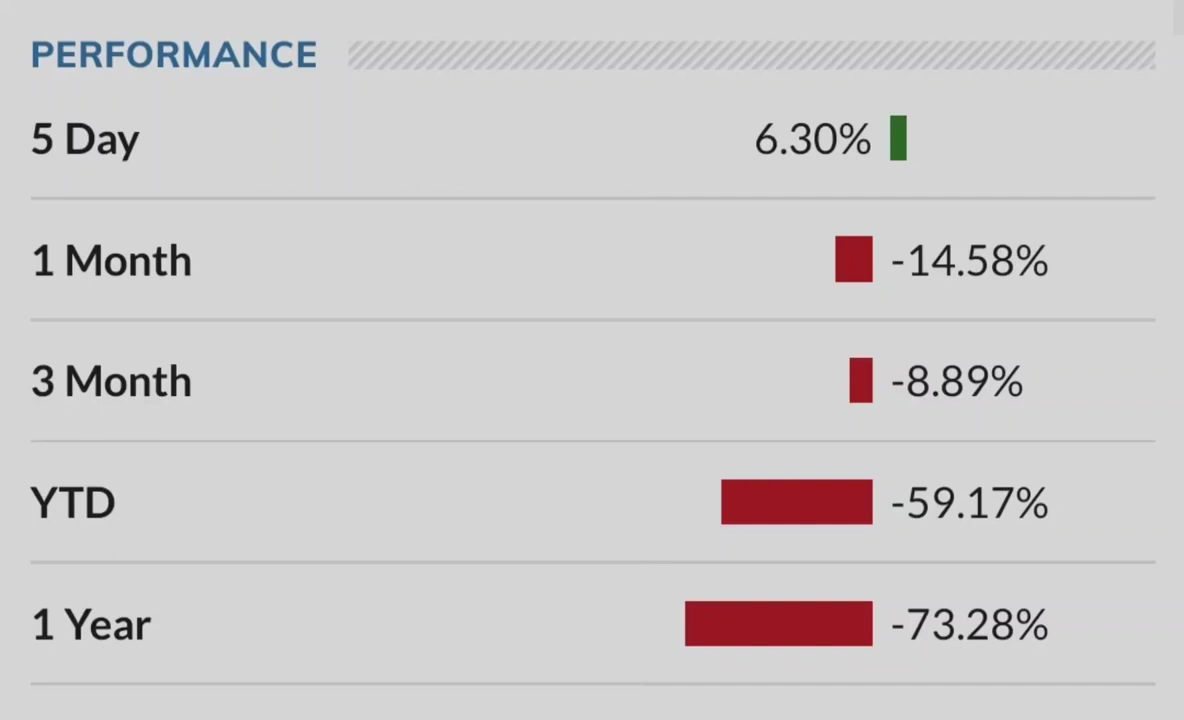 PERFORMANCE
5 Day 6.30%
1 Month -14.58%
3 Month -8.89%
YTD -59.17%
1 Year -73.28%